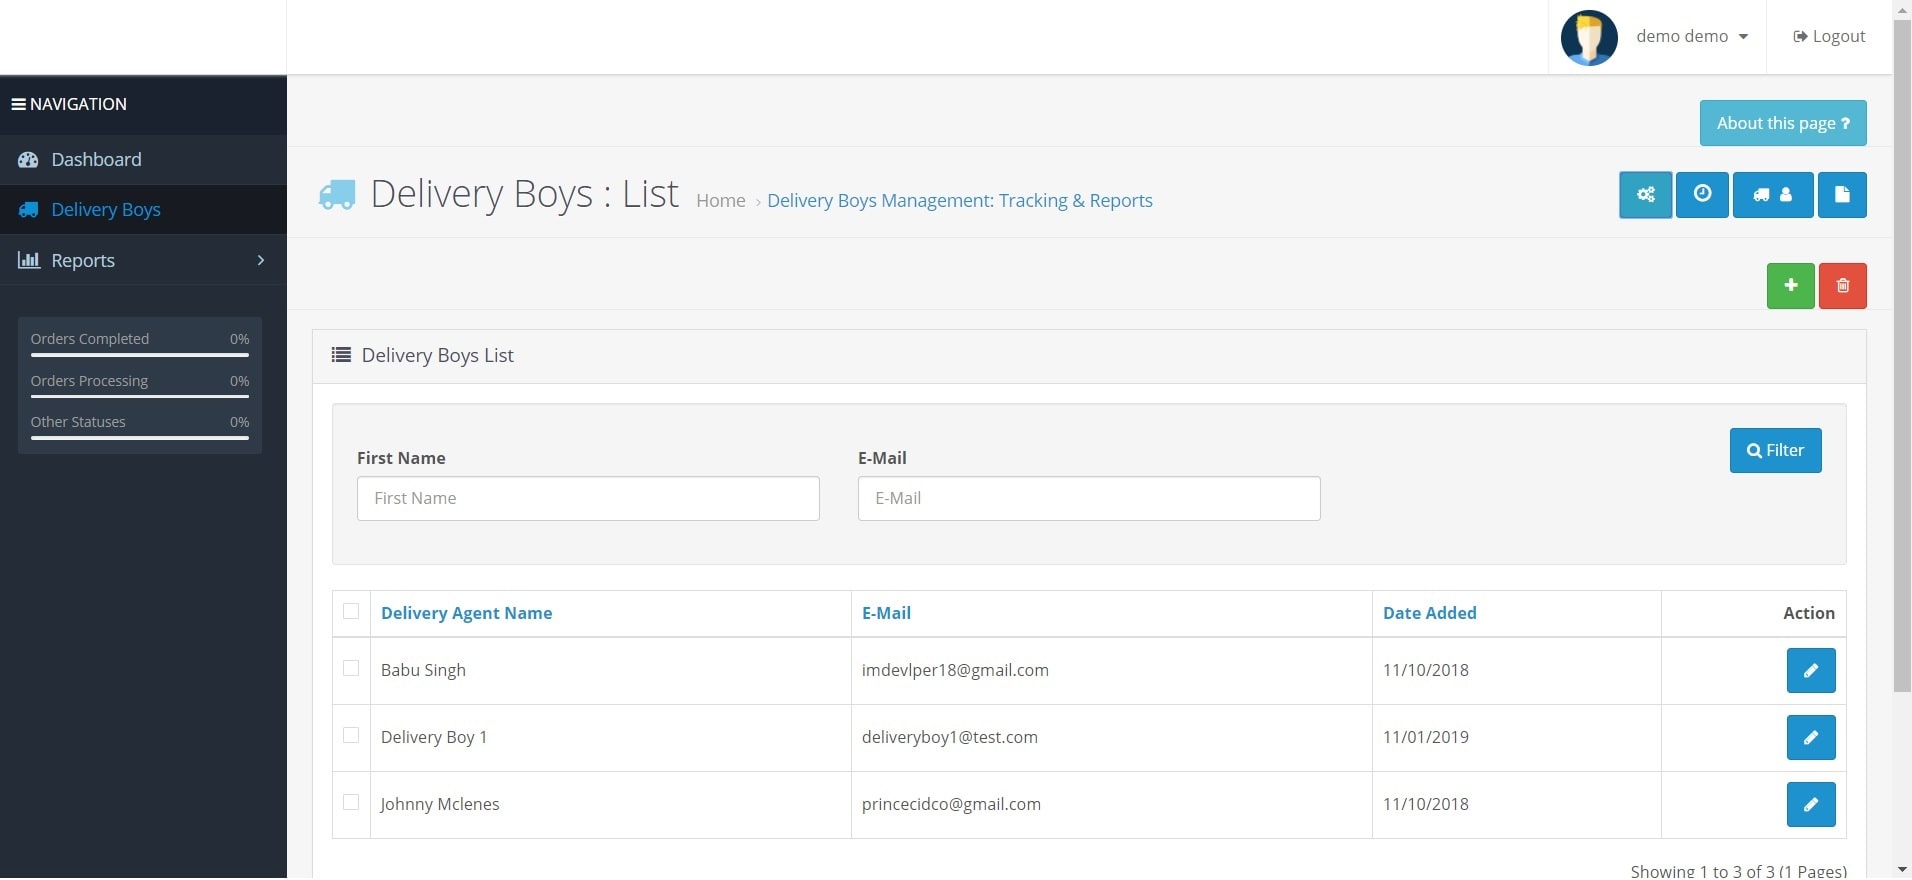 demo demo
Logout
NAVIGATION
Dashboard
Delivery Boys
Reports
Orders Completed 0%
Orders Processing 0%
Other Statuses 0%
About this page ?
Delivery Boys : List Home › Delivery Boys Management: Tracking & Reports
Delivery Boys List
First Name E-Mail
Filter
First Name E-Mail
Delivery Agent Name E-Mail Date Added Action
Babu Singh imdevlper18@gmail.com 11/10/2018
Delivery Boy 1 deliveryboy1@test.com 11/01/2019
Johnny Mclenes princecidco@gmail.com 11/10/2018
Showing 1 to 3 of 3 (1 Pages)